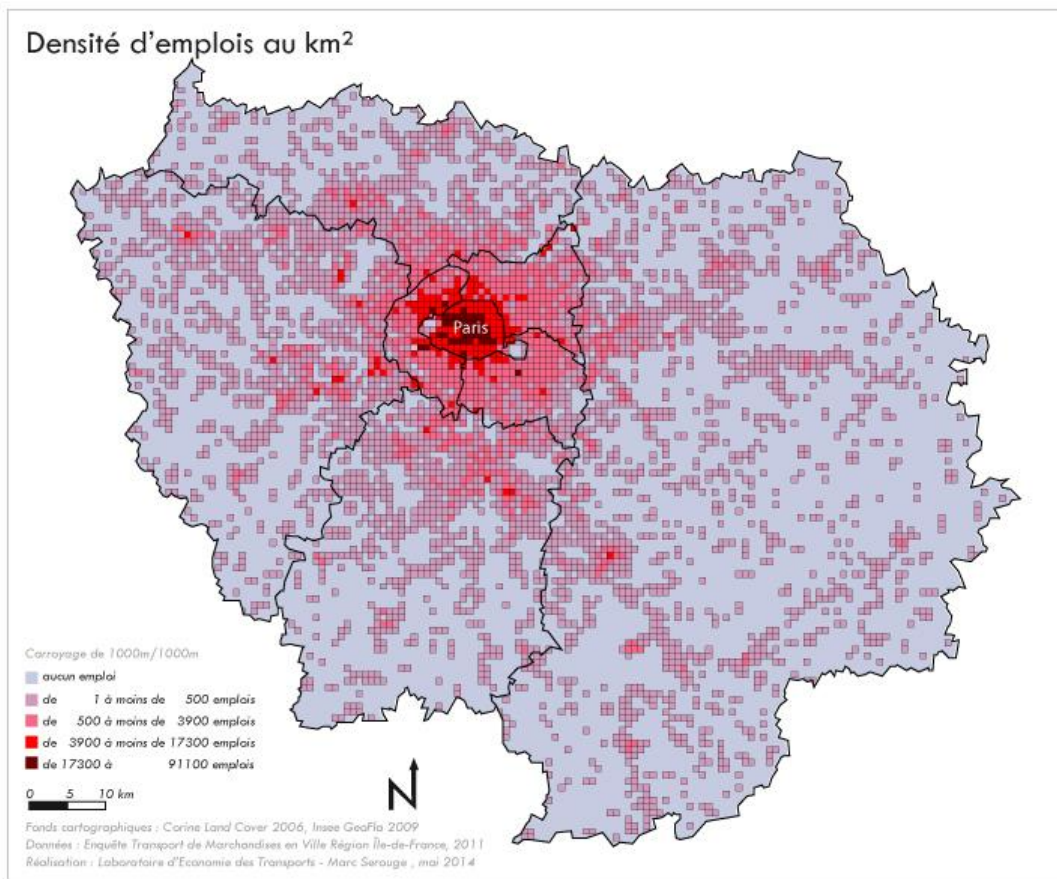 Densité d'emplois au km²
Paris
Carroyage de 1000m/1000m
aucun emploi
de 1 à moins de 500 emplois
de 500 à moins de 3900 emplois
de 3900 à moins de 17300 emplois
de 17300 à 91100 emplois
0 5 10 km
N
Fonds cartographiques : Corine Land Cover 2006, Insee GeoFla 2009
Données : Enquête Transport de Marchandises en Ville Région Île-de-France, 2011
Réalisation : Laboratoire d'Economie des Transports - Marc Serouge , mai 2014